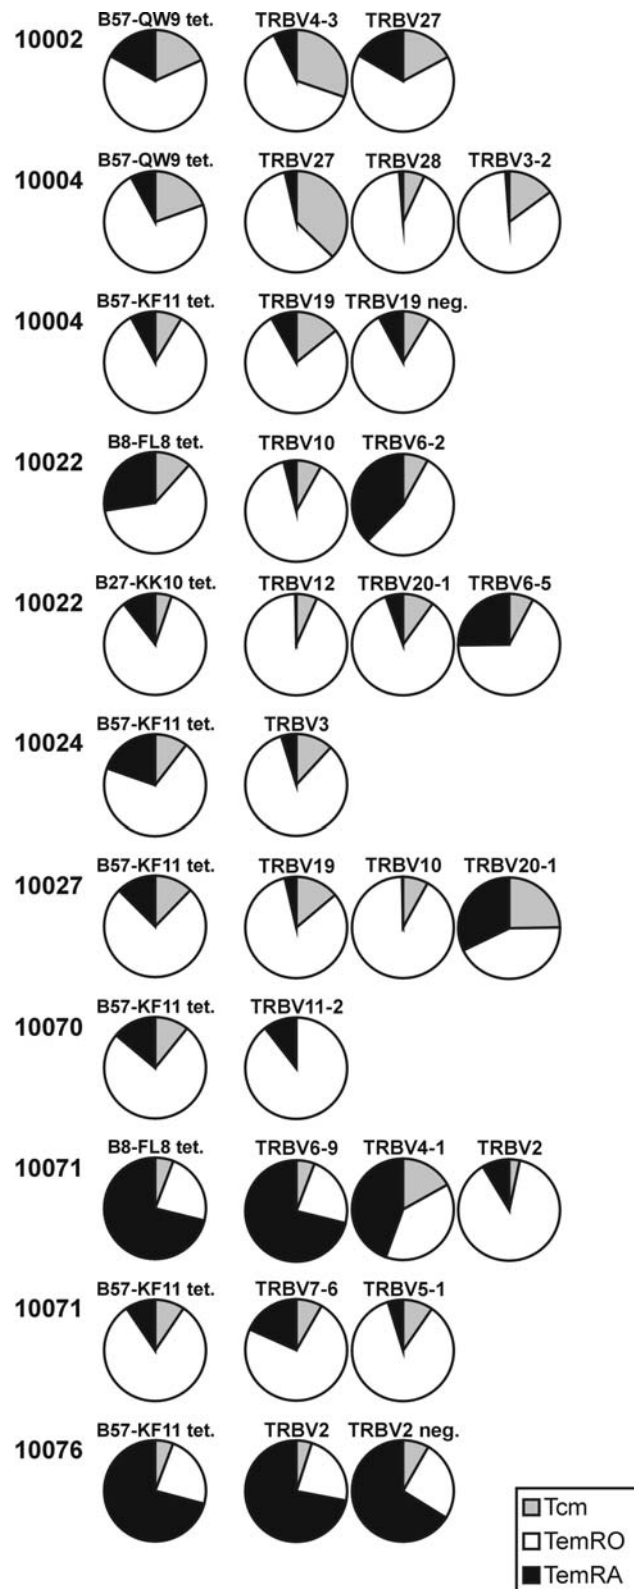 10002 B57-QW9 tet. TRBV4-3 TRBV27
10004 B57-QW9 tet. TRBV27 TRBV28 TRBV3-2
10004 B57-KF11 tet. TRBV19 TRBV19 neg.
10022 B8-FL8 tet. TRBV10 TRBV6-2
10022 B27-KK10 tet. TRBV12 TRBV20-1 TRBV6-5
10024 B57-KF11 tet. TRBV3
10027 B57-KF11 tet. TRBV19 TRBV10 TRBV20-1
10070 B57-KF11 tet. TRBV11-2
10071 B8-FL8 tet. TRBV6-9 TRBV4-1 TRBV2
10071 B57-KF11 tet. TRBV7-6 TRBV5-1
10076 B57-KF11 tet. TRBV2 TRBV2 neg.
Tcm
TemRO
TemRA